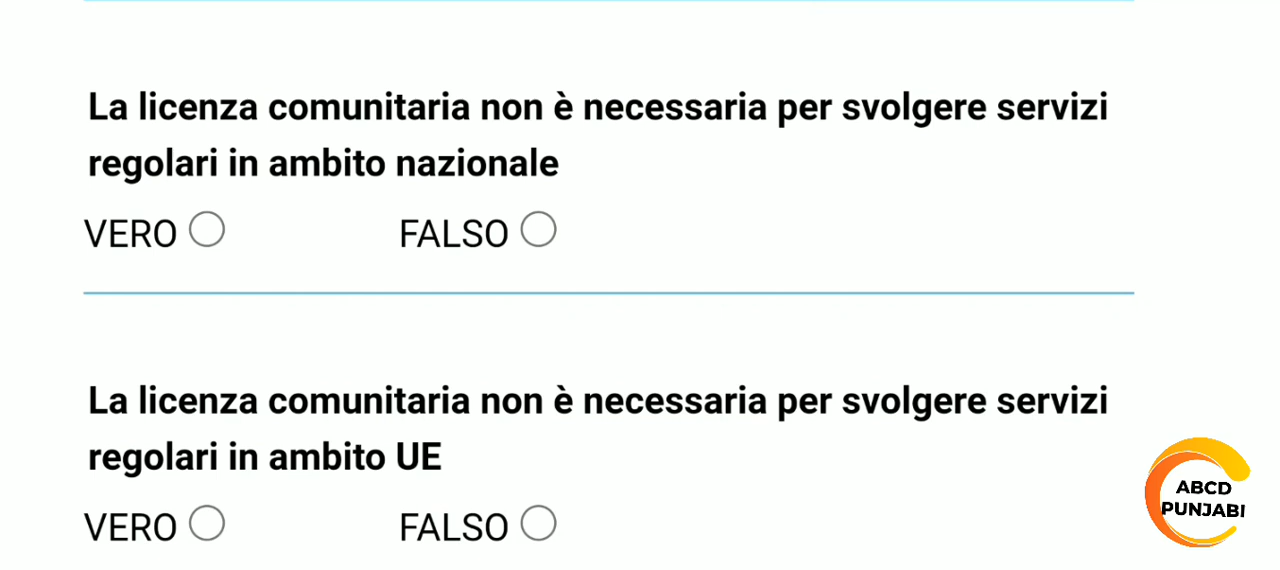 La licenza comunitaria non è necessaria per svolgere servizi
regolari in ambito nazionale
VERO FALSO
La licenza comunitaria non è necessaria per svolgere servizi
regolari in ambito UE
VERO FALSO
ABCD
PUNJABI